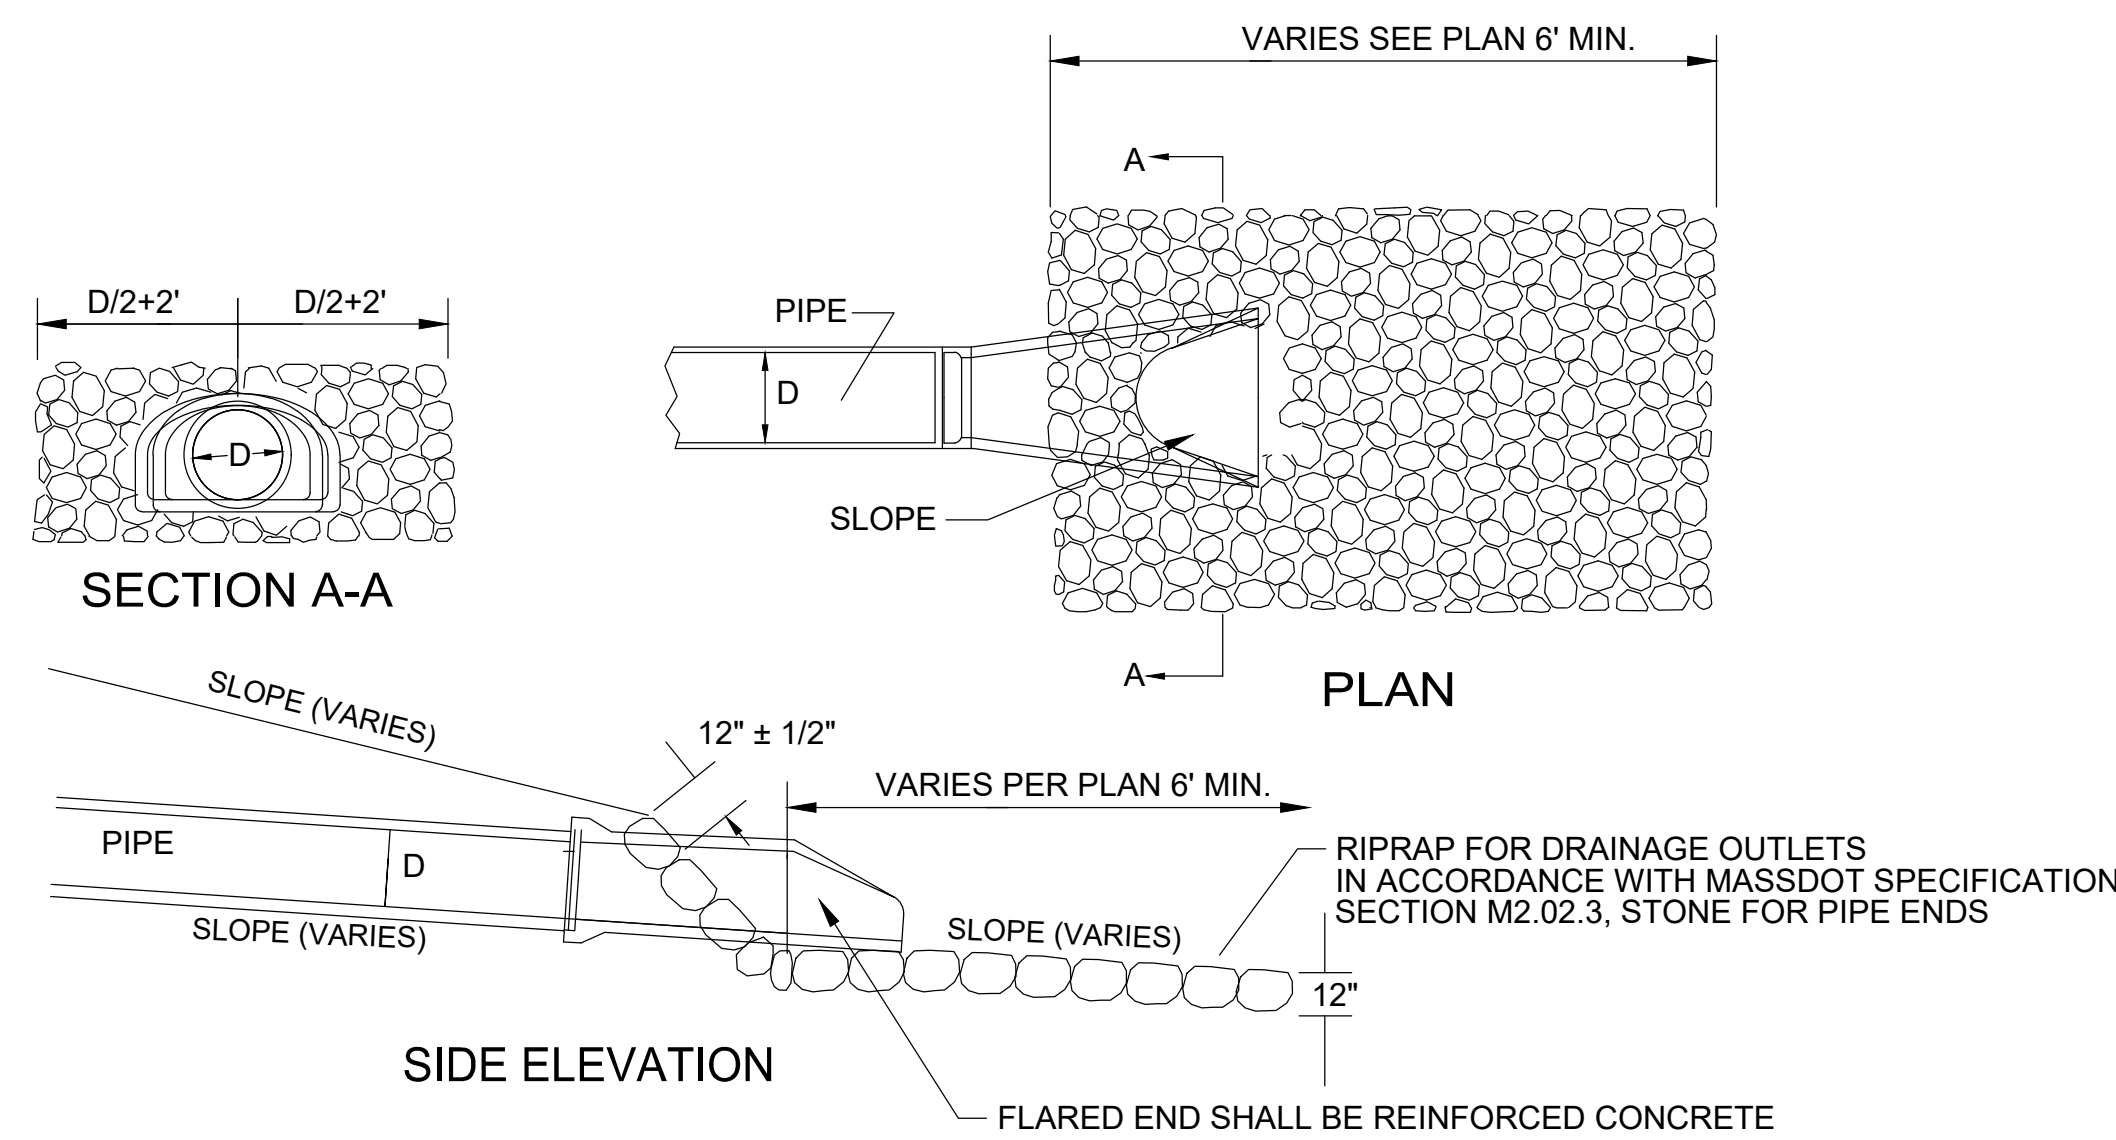 VARIES SEE PLAN 6' MIN.
A
D/2+2'
D/2+2'
PIPE
D
D
SLOPE
SECTION A-A
A
PLAN
SLOPE (VARIES)
12" ± 1/2"
VARIES PER PLAN 6' MIN.
PIPE
D
RIPRAP FOR DRAINAGE OUTLETS
IN ACCORDANCE WITH MASSDOT SPECIFICATION
SECTION M2.02.3, STONE FOR PIPE ENDS
SLOPE (VARIES)
SLOPE (VARIES)
12"
SIDE ELEVATION
FLARED END SHALL BE REINFORCED CONCRETE